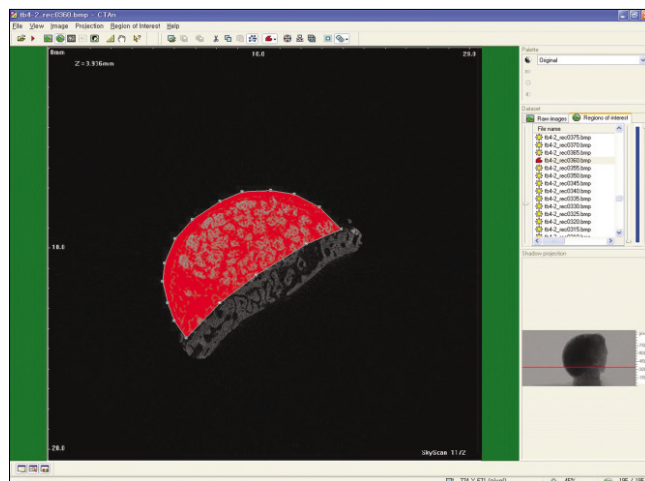 tb4-2_rec0360.bmp - CTAn
File View Image Projection Region of Interest Help
0mm 10.0
Z = 3.936mm
10.0
20.0
SkyScan 1172
Palette
Original
Dataset
Raw images Regions of interest
File name
tb4-2_rec0375.bmp
tb4-2_rec0370.bmp
tb4-2_rec0365.bmp
tb4-2_rec0360.bmp
tb4-2_rec0355.bmp
tb4-2_rec0350.bmp
tb4-2_rec0345.bmp
tb4-2_rec0340.bmp
tb4-2_rec0335.bmp
tb4-2_rec0330.bmp
tb4-2_rec0325.bmp
tb4-2_rec0320.bmp
tb4-2_rec0315.bmp
Shadow projection